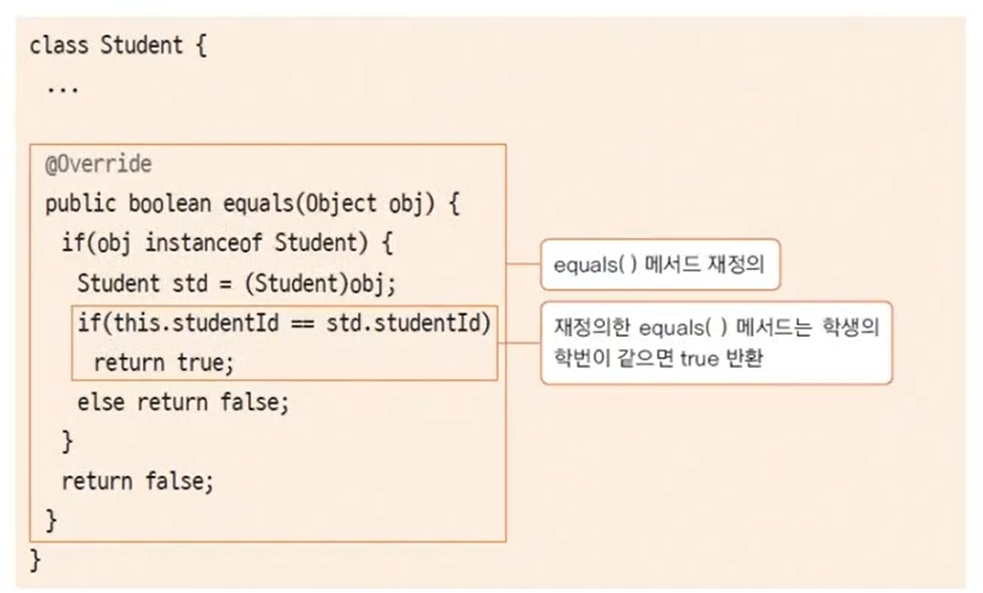 class Student {
...
@Override
public boolean equals(Object obj) {
if(obj instanceof Student) {
Student std = (Student)obj;
if(this.studentId == std.studentId)
return true;
else return false;
}
return false;
}
}
equals( ) 메서드 재정의
재정의한 equals( ) 메서드는 학생의
학번이 같으면 true 반환